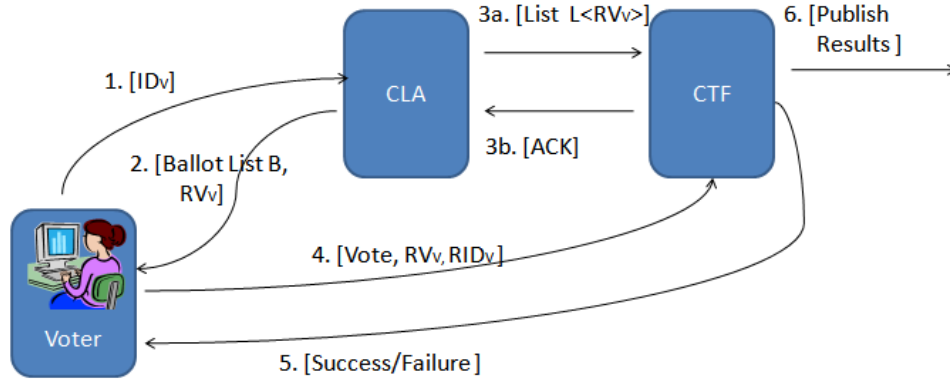 3a. [List L<RVv>]
6. [Publish
Results ]
1. [IDv]
CLA
CTF
3b. [ACK]
2. [Ballot List B,
RVv]
4. [Vote, RVv, RIDv]
Voter
5. [Success/Failure ]